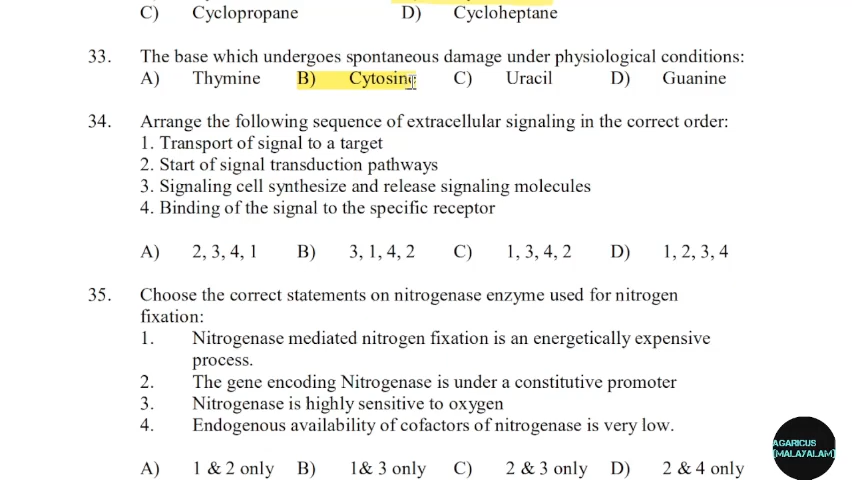 C) Cyclopropane D) Cycloheptane
33. The base which undergoes spontaneous damage under physiological conditions:
A) Thymine B) Cytosine C) Uracil D) Guanine
34. Arrange the following sequence of extracellular signaling in the correct order:
1. Transport of signal to a target
2. Start of signal transduction pathways
3. Signaling cell synthesize and release signaling molecules
4. Binding of the signal to the specific receptor
A) 2, 3, 4, 1 B) 3, 1, 4, 2 C) 1, 3, 4, 2 D) 1, 2, 3, 4
35. Choose the correct statements on nitrogenase enzyme used for nitrogen
fixation:
1. Nitrogenase mediated nitrogen fixation is an energetically expensive
process.
2. The gene encoding Nitrogenase is under a constitutive promoter
3. Nitrogenase is highly sensitive to oxygen
4. Endogenous availability of cofactors of nitrogenase is very low.
A) 1 & 2 only B) 1& 3 only C) 2 & 3 only D) 2 & 4 only
AGARICUS
[MALAYALAM]